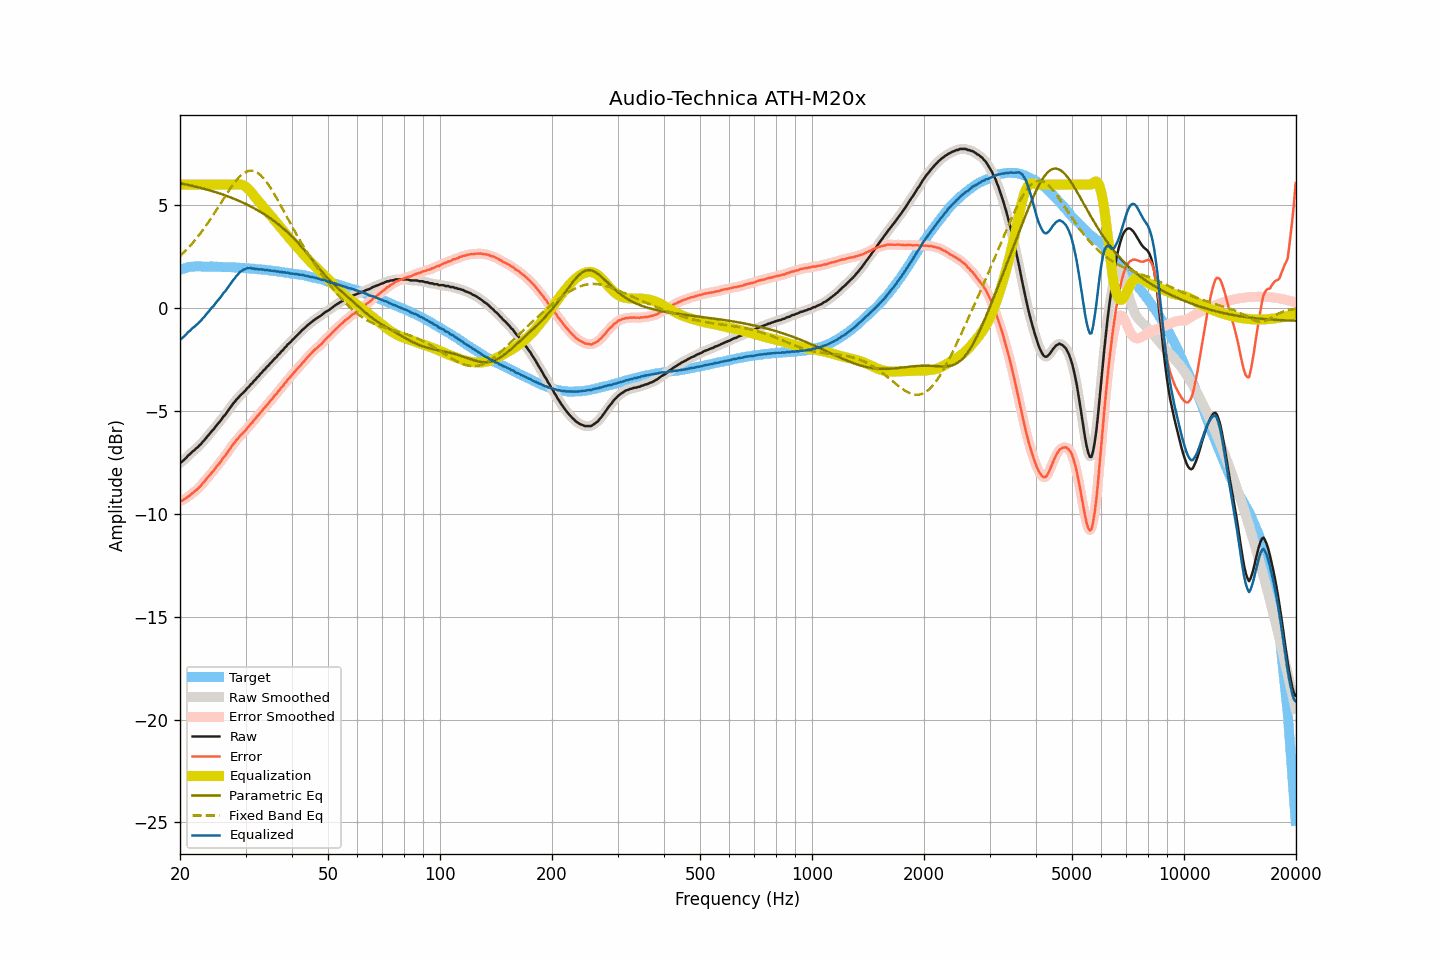 Audio-Technica ATH-M20x
Amplitude (dBr)
5
0
−5
−10
−15
−20
−25
Target
Raw Smoothed
Error Smoothed
Raw
Error
Equalization
Parametric Eq
Fixed Band Eq
Equalized
20 50 100 200 500 1000 2000 5000 10000 20000
Frequency (Hz)